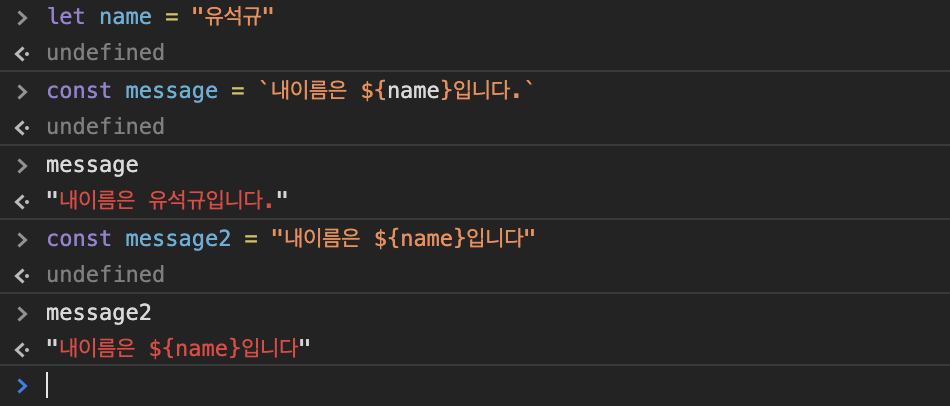 > let name = "유석규"
<· undefined
> const message = `내이름은 ${name}입니다.`
<· undefined
> message
<· "내이름은 유석규입니다."
> const message2 = "내이름은 ${name}입니다"
<· undefined
> message2
<· "내이름은 ${name}입니다"
>